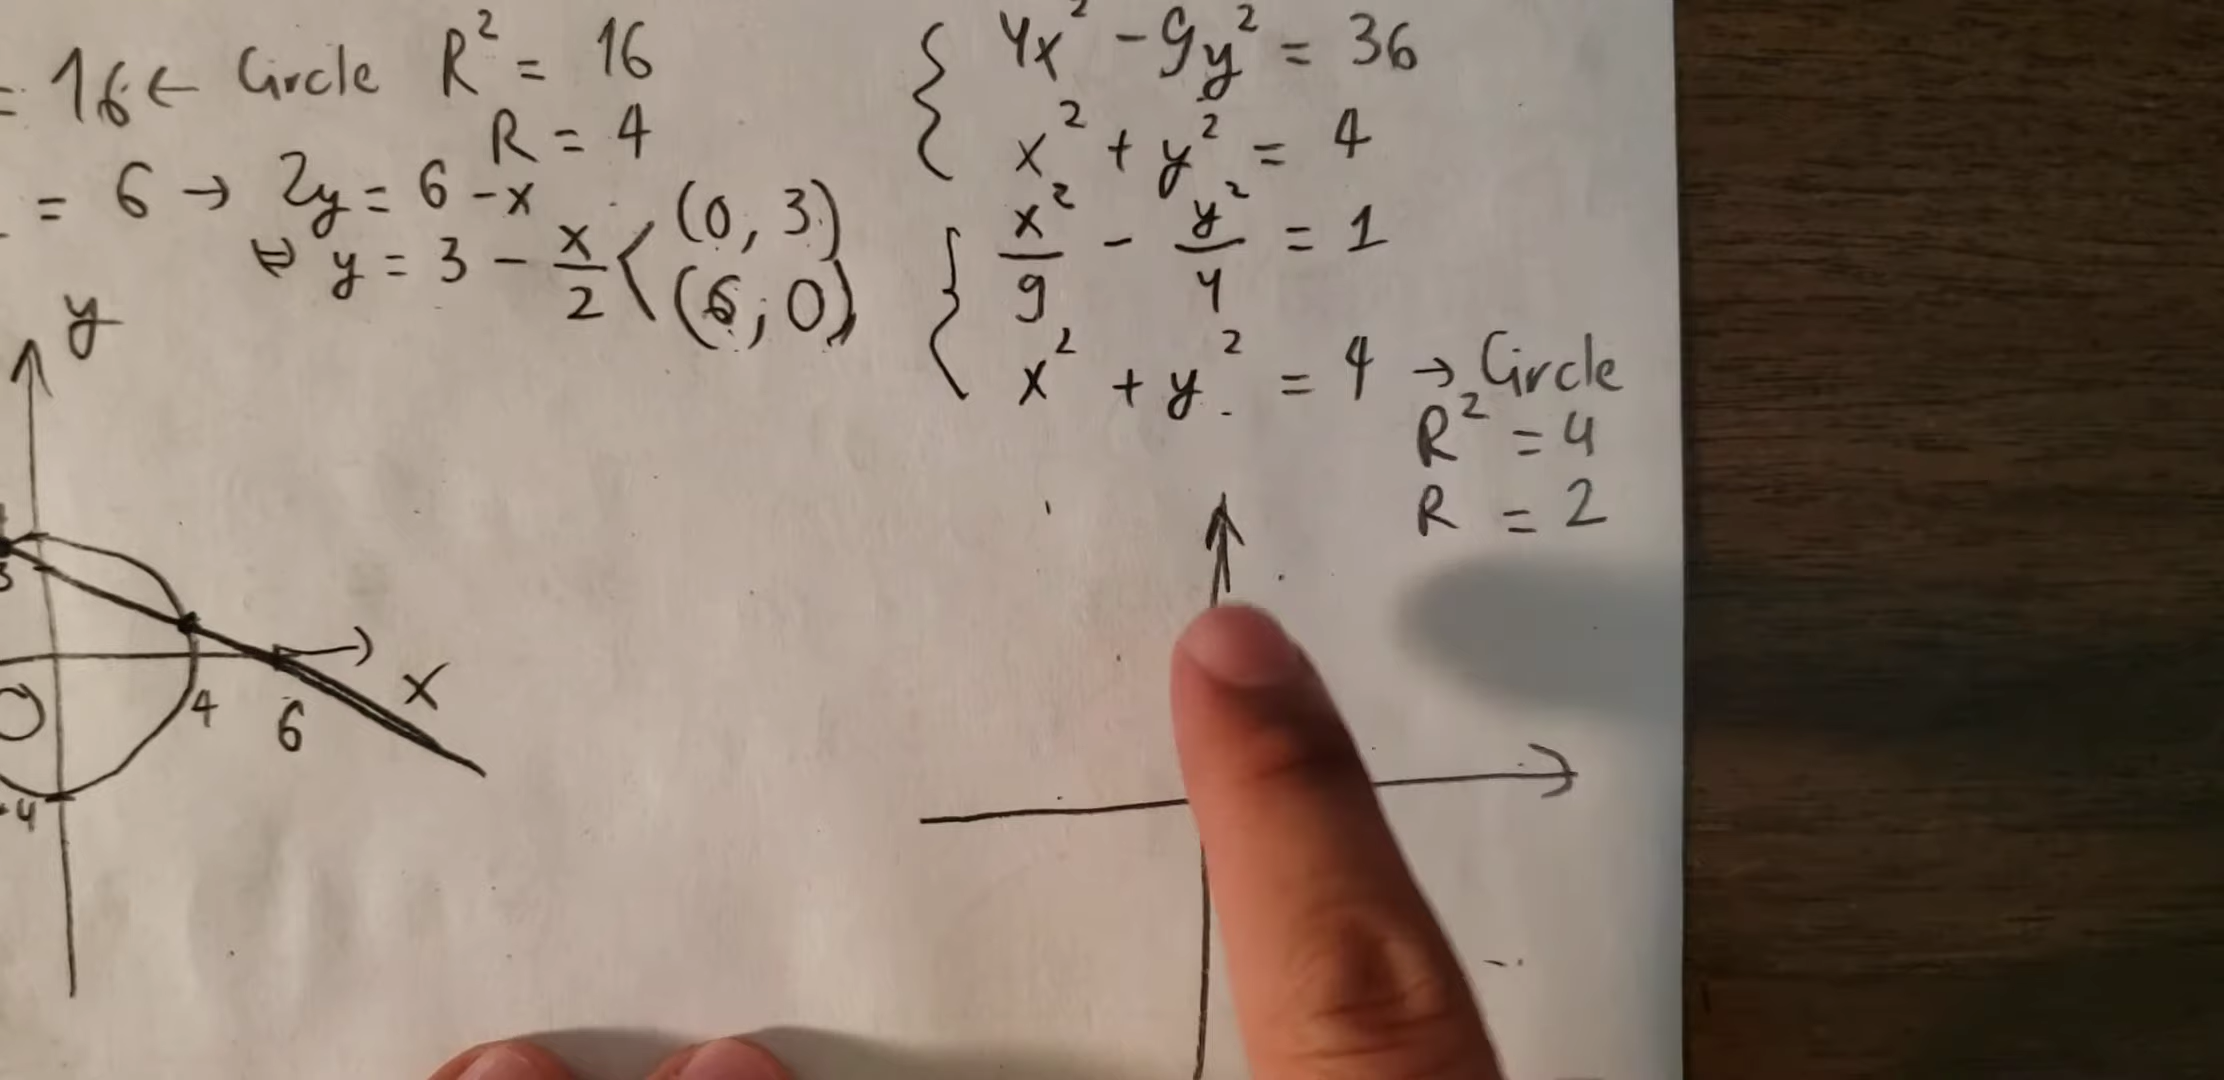 = 16 ← Circle R² = 16
R = 4
= 6 → 2y = 6 - x
⇔ y = 3 - x/2 < (0, 3)
(6, 0)
y
3
O
4
6
x
-4
{ 4x² - 9y² = 36
x² + y² = 4
{ x²/9 - y²/4 = 1
x² + y² = 4 → Circle
R² = 4
R = 2